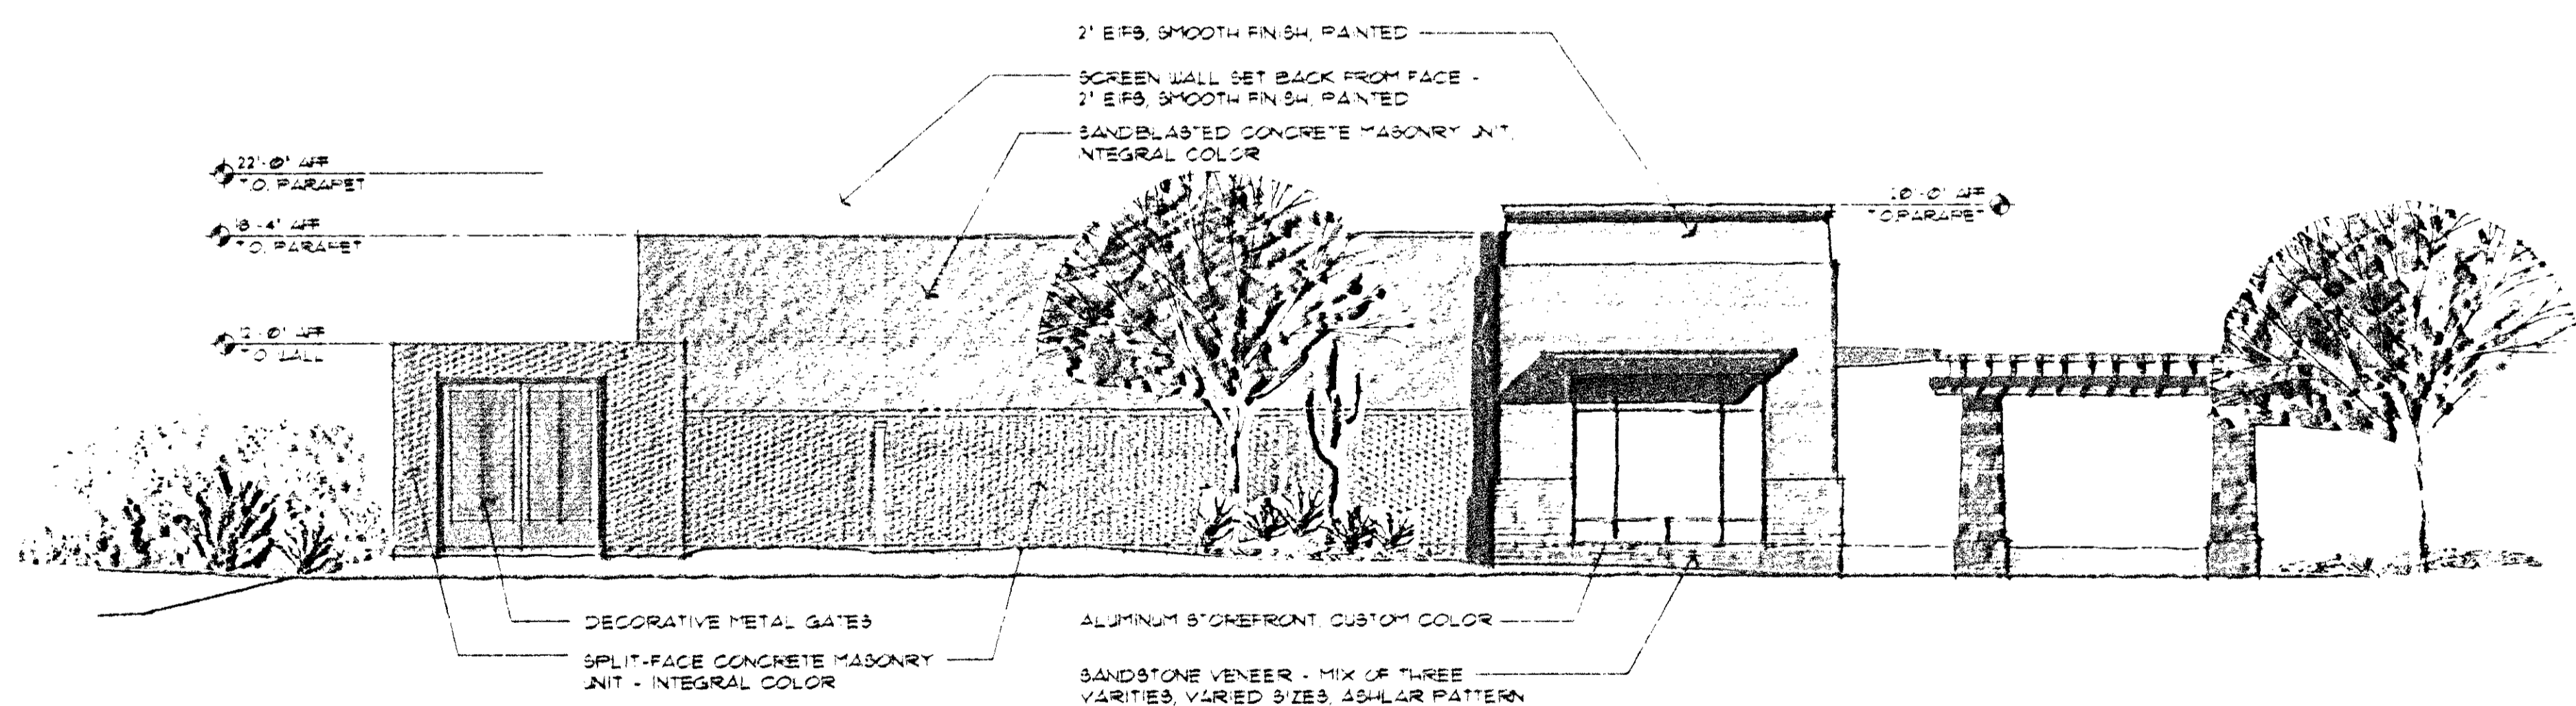 2" EIFS, SMOOTH FINISH, PAINTED
SCREEN WALL SET BACK FROM FACE -
2" EIFS, SMOOTH FINISH, PAINTED
SANDBLASTED CONCRETE MASONRY UNIT,
INTEGRAL COLOR
22'-0" AFF
T.O. PARAPET
18'-4" AFF
T.O. PARAPET
20'-0" AFF
T.O. PARAPET
12'-0" AFF
T.O. WALL
DECORATIVE METAL GATES
SPLIT-FACE CONCRETE MASONRY
UNIT - INTEGRAL COLOR
ALUMINUM STOREFRONT, CUSTOM COLOR
SANDSTONE VENEER - MIX OF THREE
VARITIES, VARIED SIZES, ASHLAR PATTERN